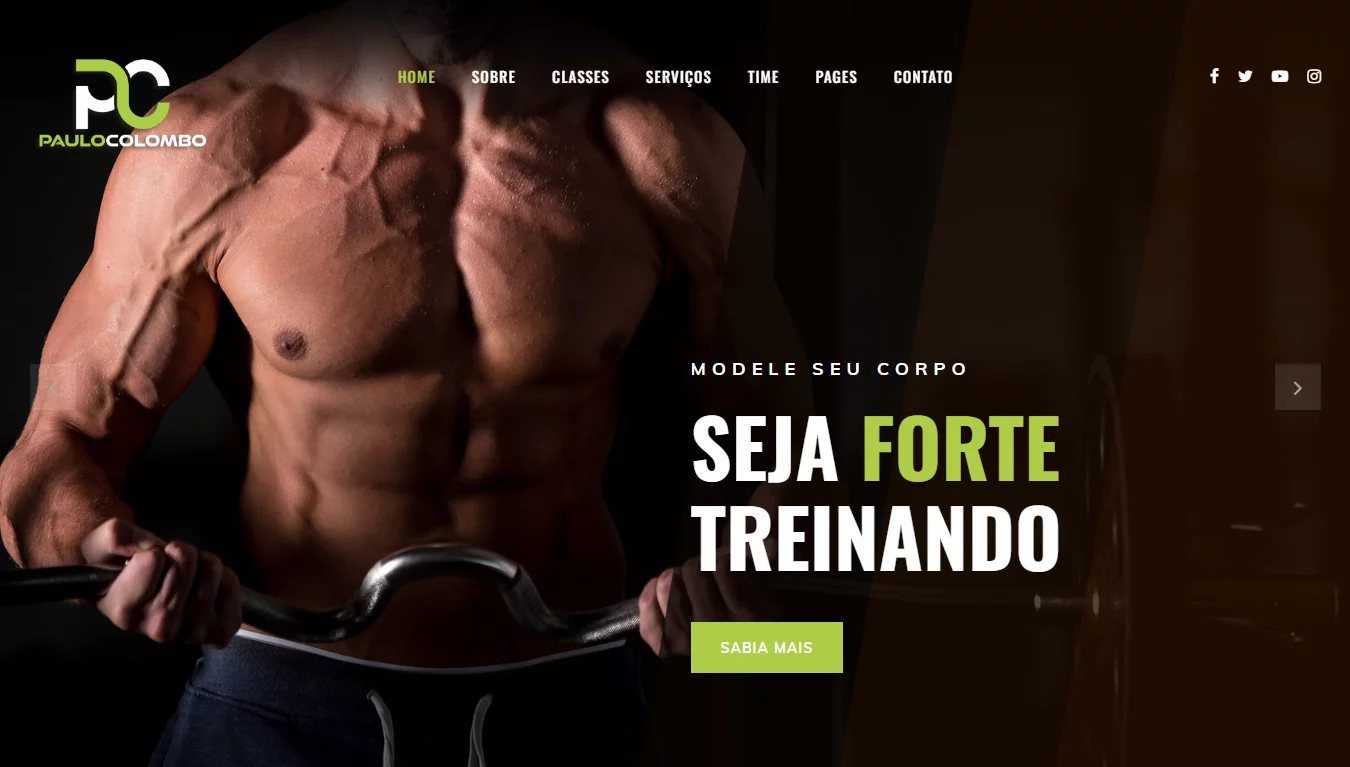 PC
PAULOCOLOMBO
HOME SOBRE CLASSES SERVIÇOS TIME PAGES CONTATO
MODELE SEU CORPO
SEJA FORTE
TREINANDO
SABIA MAIS